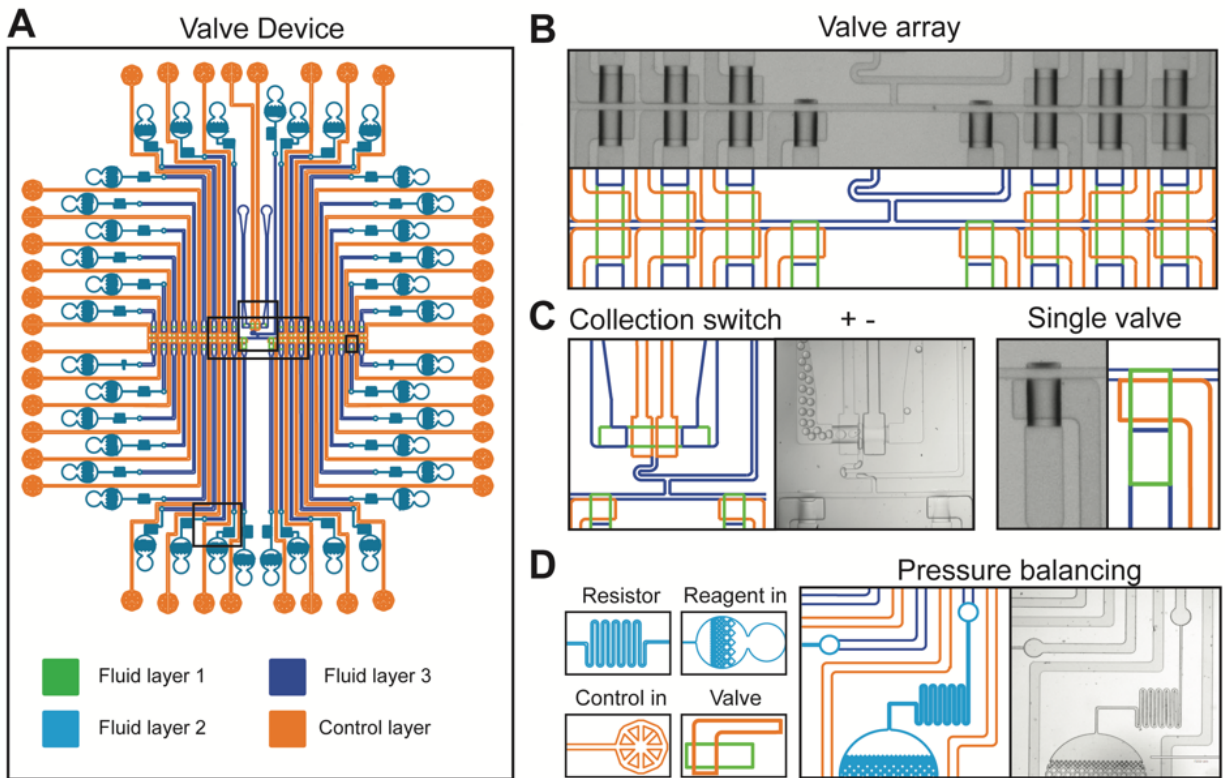 A
Valve Device
Fluid layer 1
Fluid layer 3
Fluid layer 2
Control layer
B
Valve array
C
Collection switch
+ -
Single valve
D
Resistor
Reagent in
Control in
Valve
Pressure balancing